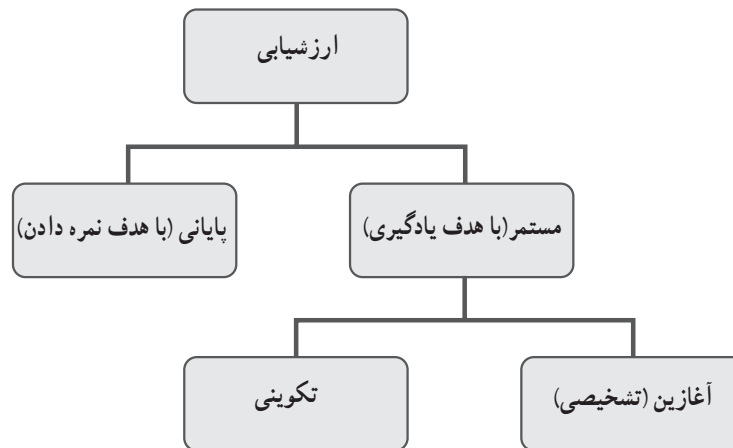 ارزشیابی
مستمر(با هدف یادگیری)
پایانی (با هدف نمره دادن)
آغازین (تشخیصی)
تکوینی